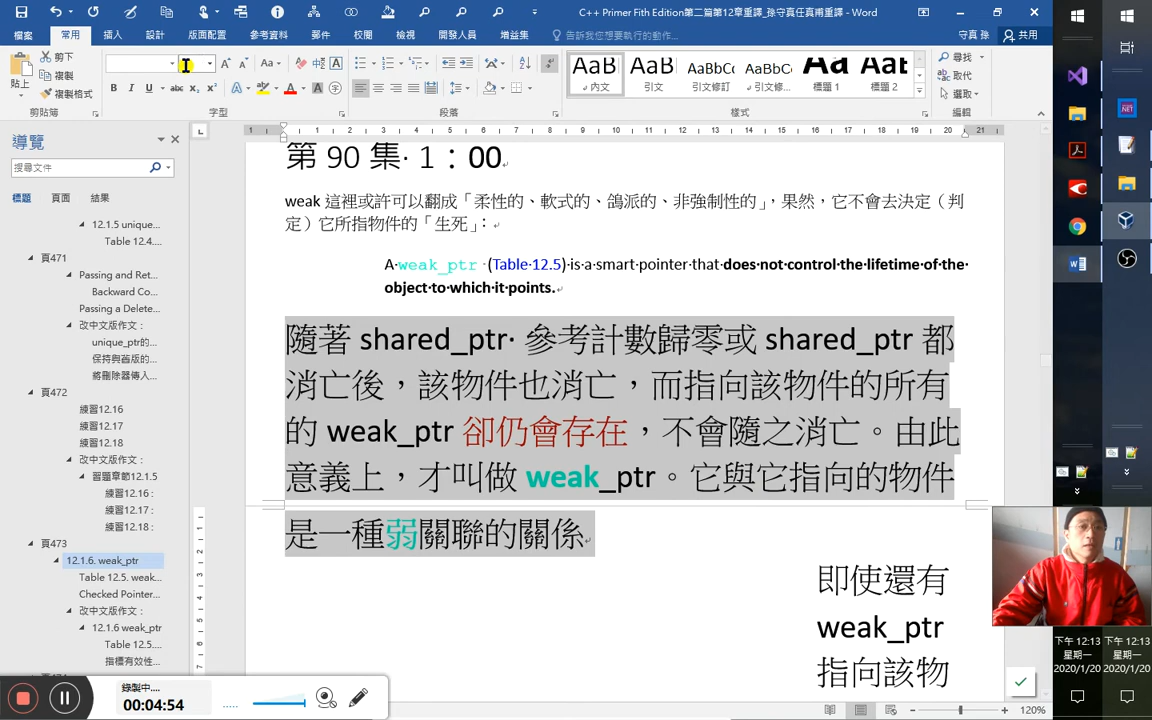 C++ Primer Fith Edition第二篇第12章重譯_孫守真任真甫重譯 - Word
檔案 常用 插入 設計 版面配置 參考資料 郵件 校閱 檢視 開發人員 增益集 告訴我您想要執行的動作... 守真 孫 共用
貼上 剪下 複製 複製格式
AaB AaB AaBbC AaBbC AaB AaB
內文 引文 引文修訂 引文修... 標題 1 標題 2
尋找 取代 選取
剪貼簿 字型 段落 樣式 編輯
導覽
搜尋文件
標題 頁面 結果
12.1.5 unique...
Table 12.4....
頁471
Passing and Ret...
Backward Co...
Passing a Delete...
改中文版作文：
unique_ptr的...
保持與舊版的...
將刪除器傳入...
頁472
練習12.16
練習12.17
練習12.18
改中文版作文：
習題章節12.1.5
練習12.16：
練習12.17：
練習12.18：
頁473
12.1.6. weak_ptr
Table 12.5. weak...
Checked Pointer...
改中文版作文：
12.1.6 weak_ptr
Table 12.5....
指標有效性...
第 90 集 1：00
weak 這裡或許可以翻成「柔性的、軟式的、鴿派的、非強制性的」，果然，它不會去決定（判
定）它所指物件的「生死」：
A weak_ptr (Table 12.5) is a smart pointer that does not control the lifetime of the
object to which it points.
隨著 shared_ptr 參考計數歸零或 shared_ptr 都
消亡後，該物件也消亡，而指向該物件的所有
的 weak_ptr 卻仍會存在，不會隨之消亡。由此
意義上，才叫做 weak_ptr。它與它指向的物件
是一種弱關聯的關係
即使還有
weak_ptr
指向該物
錄製中....
00:04:54
120%
下午 12:13 下午 12:13
星期一 星期一
2020/1/20 2020/1/20